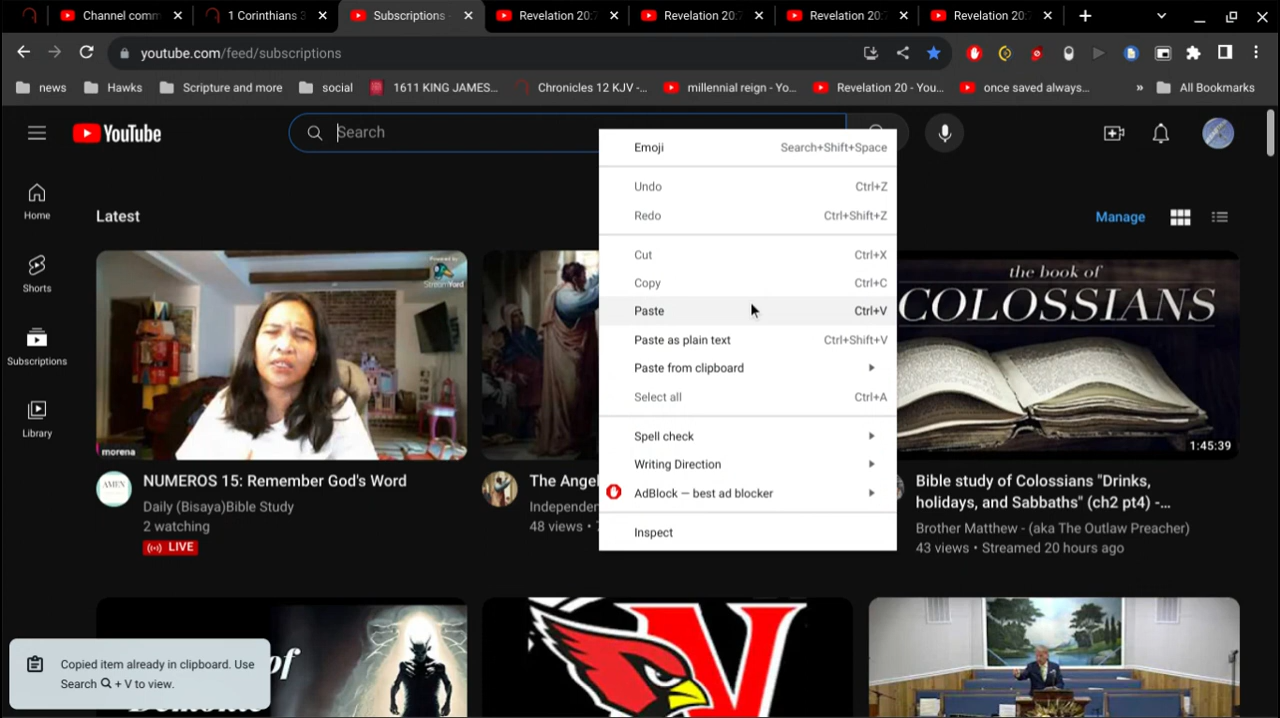 Channel comm
1 Corinthians 3
Subscriptions -
Revelation 20:7
Revelation 20:
Revelation 20:
Revelation 20:
youtube.com/feed/subscriptions
news
Hawks
Scripture and more
social
1611 KING JAMES...
Chronicles 12 KJV -...
millennial reign - Yo...
Revelation 20 - You...
once saved always...
»
All Bookmarks
YouTube
Search
Home
Shorts
Subscriptions
Library
Latest
Manage
Emoji Search+Shift+Space
Undo Ctrl+Z
Redo Ctrl+Shift+Z
Cut Ctrl+X
Copy Ctrl+C
Paste Ctrl+V
Paste as plain text Ctrl+Shift+V
Paste from clipboard
Select all Ctrl+A
Spell check
Writing Direction
AdBlock — best ad blocker
Inspect
Powered by
StreamYard
morena
NUMEROS 15: Remember God's Word
Daily (Bisaya)Bible Study
2 watching
LIVE
AMEN
The Ange
Independen
48 views •
the book of
COLOSSIANS
1:45:39
Bible study of Colossians "Drinks,
holidays, and Sabbaths" (ch2 pt4) -...
Brother Matthew - (aka The Outlaw Preacher)
43 views • Streamed 20 hours ago
of
V
Copied item already in clipboard. Use
Search + V to view.